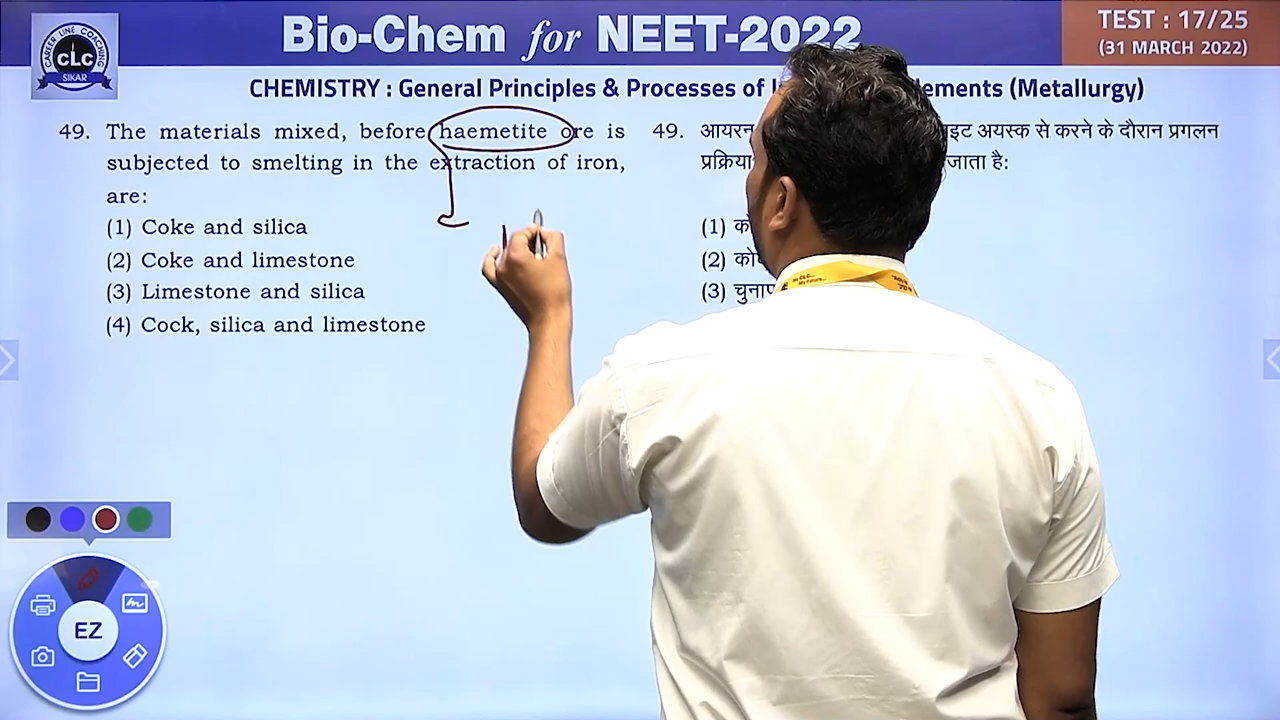 Bio-Chem for NEET-2022
TEST : 17/25
(31 MARCH 2022)
CAREER LINE COACHING
CLC
SIKAR
CHEMISTRY : General Principles & Processes of lements (Metallurgy)
49. The materials mixed, before haemetite ore is
subjected to smelting in the extraction of iron,
are:
(1) Coke and silica
(2) Coke and limestone
(3) Limestone and silica
(4) Cock, silica and limestone
49. आयरन अयस्क से करने के दौरान प्रगलन
प्रक्रिया जाता है:
(1)
(2)
(3)
EZ